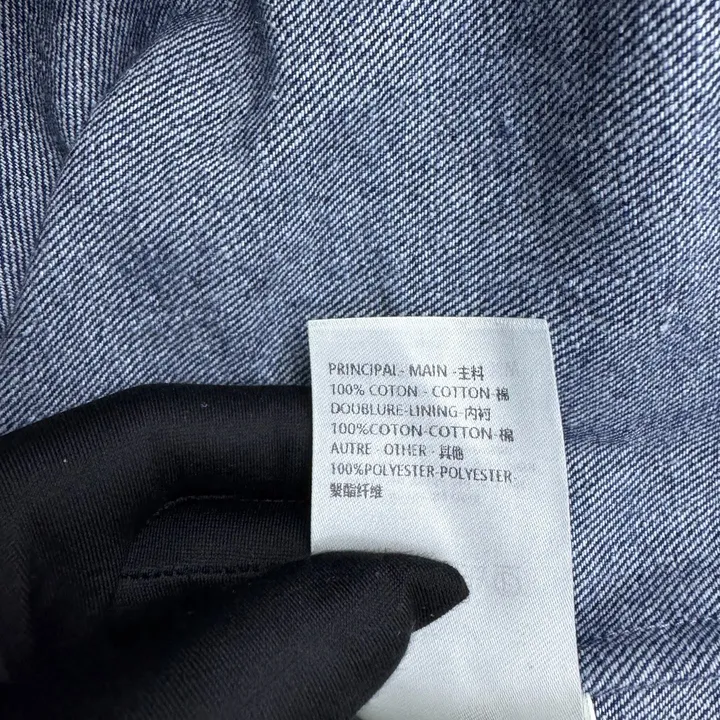 PRINCIPAL- MAIN -主料
100% COTON - COTTON-棉
DOUBLURE-LINING-内衬
100%COTON-COTTON-棉
AUTRE - OTHER - 其他
100%POLYESTER-POLYESTER-
聚酯纤维